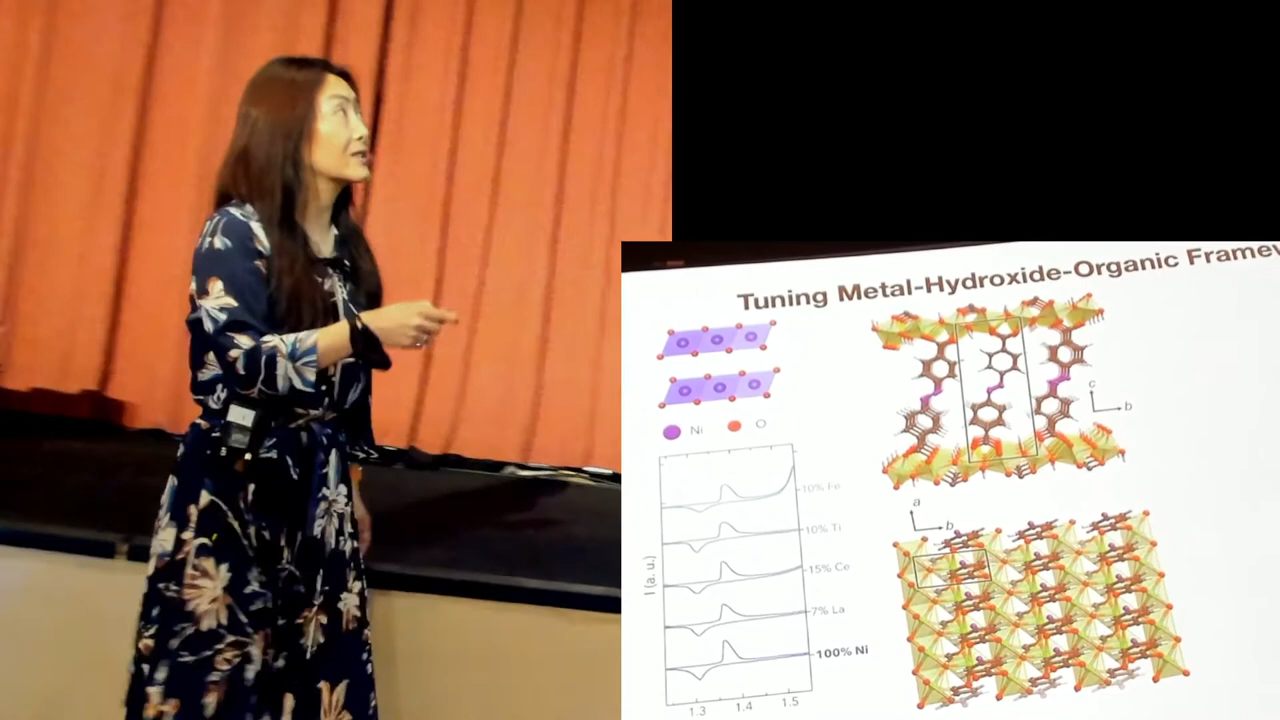 Tuning Metal-Hydroxide-Organic
Ni O
c
b
a
b
10% Fe
10% Ti
15% Ce
7% La
100% Ni
I (a. u.)
1.3 1.4 1.5